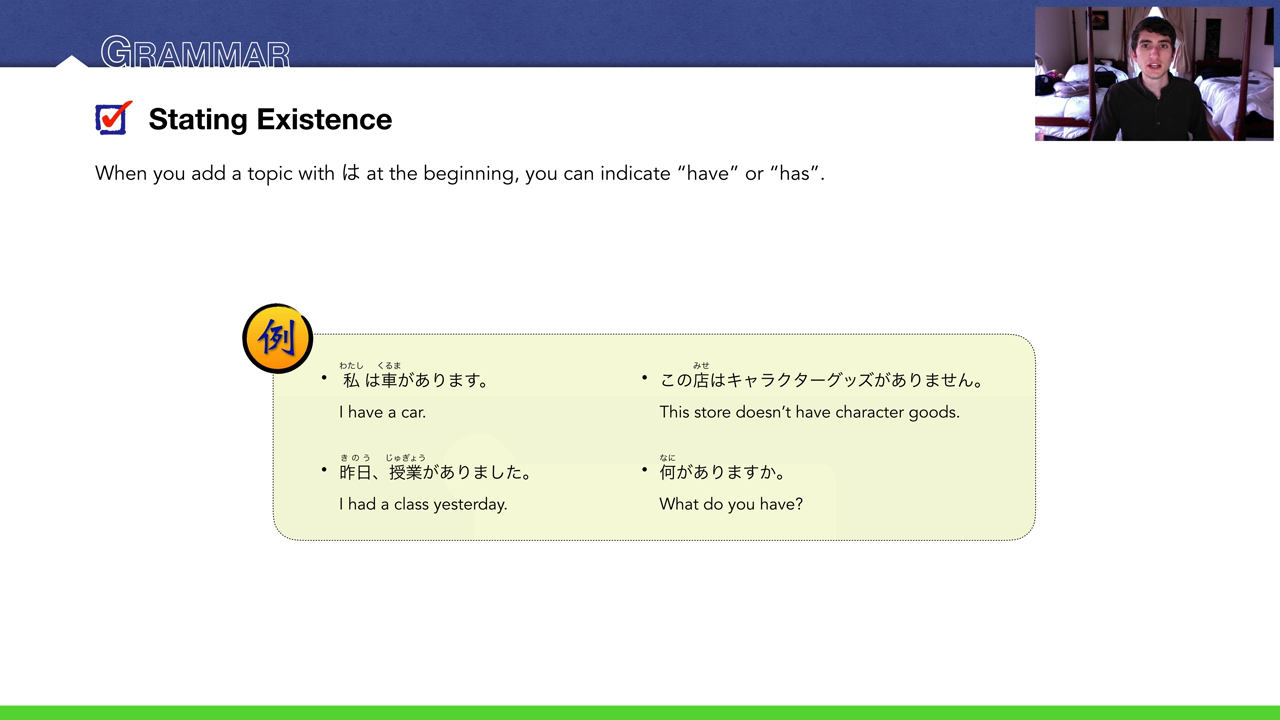 GRAMMAR
Stating Existence
When you add a topic with は at the beginning, you can indicate “have” or “has”.
例
わたし くるま
• 私は車があります。
I have a car.
きのう じゅぎょう
• 昨日、授業がありました。
I had a class yesterday.
みせ
• この店はキャラクターグッズがありません。
This store doesn’t have character goods.
なに
• 何がありますか。
What do you have?